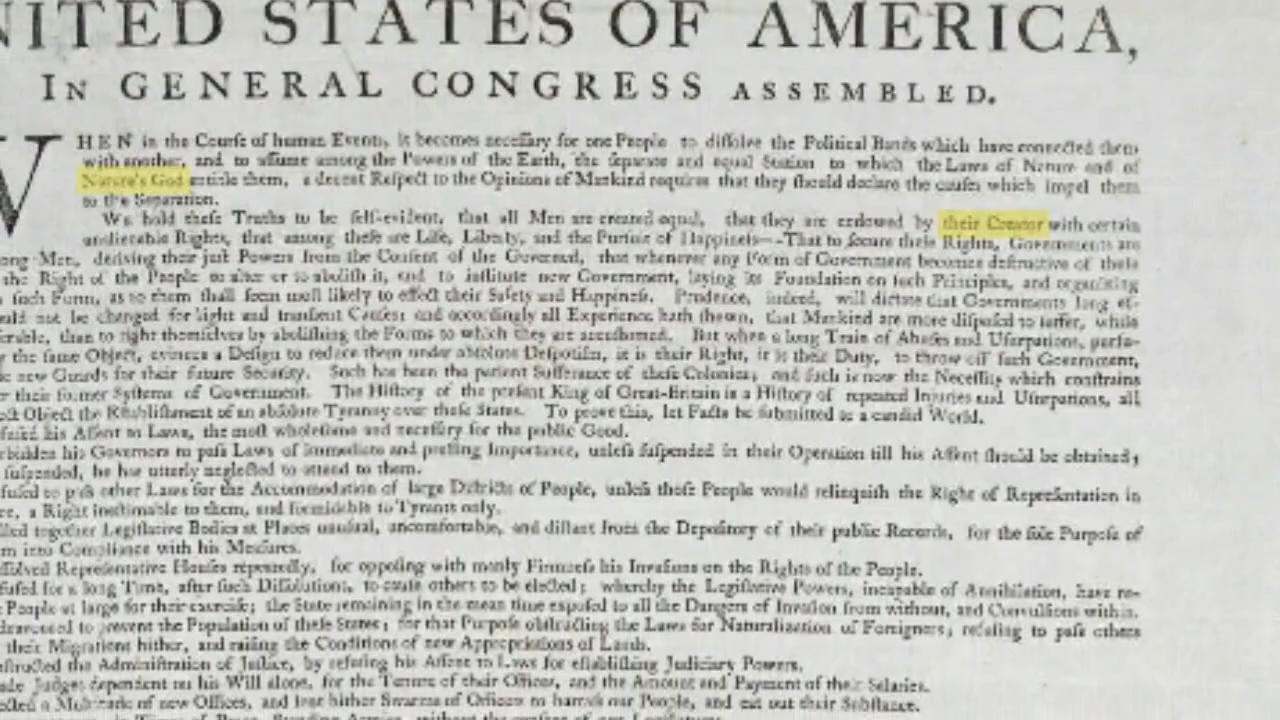 NITED STATES OF AMERICA,
IN GENERAL CONGRESS ASSEMBLED.
WHEN in the Courſe of human Events, it becomes neceſſary for one People to diſſolve the Political Bands which have connected them
with another, and to aſſume among the Powers of the Earth, the ſeparate and equal Station to which the Laws of Nature and of
Nature's God entitle them, a decent Reſpect to the Opinions of Mankind requires that they ſhould declare the cauſes which impel them
to the Separation.
We hold theſe Truths to be ſelf-evident, that all Men are created equal, that they are endowed by their Creator with certain
unalienable Rights, that among theſe are Life, Liberty, and the Purſuit of Happineſs—-That to ſecure theſe Rights, Governments are
ong Men, deriving their juſt Powers from the Conſent of the Governed, that whenever any Form of Government becomes deſtructive of theſe
the Right of the People to alter or to aboliſh it, and to inſtitute new Government, laying its Foundation on ſuch Principles, and organizing
ſuch Form, as to them ſhall ſeem moſt likely to effect their Safety and Happineſs. Prudence, indeed, will dictate that Governments long eſ-
uld not be changed for light and tranſient Cauſes; and accordingly all Experience hath ſhewn, that Mankind are more diſpoſed to ſuffer, while
erable, than to right themſelves by aboliſhing the Forms to which they are accuſtomed. But when a long Train of Abuſes and Uſurpations, purſu-
the ſame Object, evinces a Deſign to reduce them under abſolute Deſpotiſm, it is their Right, it is their Duty, to throw off ſuch Government,
new Guards for their future Security. Such has been the patient Sufferance of theſe Colonies; and ſuch is now the Neceſſity which conſtrains
their former Syſtems of Government. The Hiſtory of the preſent King of Great-Britain is a Hiſtory of repeated Injuries and Uſurpations, all
ect Object the Eſtabliſhment of an abſolute Tyranny over theſe States. To prove this, let Facts be ſubmitted to a candid World.
his Aſſent to Laws, the moſt wholeſome and neceſſary for the public Good.
his Governors to paſs Laws of immediate and preſſing Importance, unleſs ſuſpended in their Operation till his Aſſent ſhould be obtained;
ſuſpended, he has utterly neglected to attend to them.
fuſed to paſs other Laws for the Accommodation of large Diſtricts of People, unleſs thoſe People would relinquiſh the Right of Repreſentation in
re, a Right ineſtimable to them, and formidable to Tyrants only.
lled together Legiſlative Bodies at Places unuſual, uncomfortable, and diſtant from the Depoſitory of their public Records, for the ſole Purpoſe of
m into Compliance with his Meaſures.
ſſolved Repreſentative Houſes repeatedly, for oppoſing with manly Firmneſs his Invaſions on the Rights of the People.
fuſed for a long Time, after ſuch Diſſolutions, to cauſe others to be elected; whereby the Legiſlative Powers, incapable of Annihilation, have re-
People at large for their exerciſe; the State remaining in the mean time expoſed to all the Dangers of Invaſion from without, and Convulſions within.
to prevent the Population of theſe States; for that Purpoſe obſtructing the Laws for Naturalization of Foreigners; refuſing to paſs others
their Migrations hither, and raiſing the Conditions of new Appropriations of Lands.
ſtructed the Adminiſtration of Juſtice, by refuſing his Aſſent to Laws for eſtabliſhing Judiciary Powers.
ade Judges dependent on his Will alone, for the Tenure of their Offices, and the Amount and Payment of their Salaries.
ected a Multitude of new Offices, and ſent hither Swarms of Officers to harraſs our People, and eat out their Subſtance.